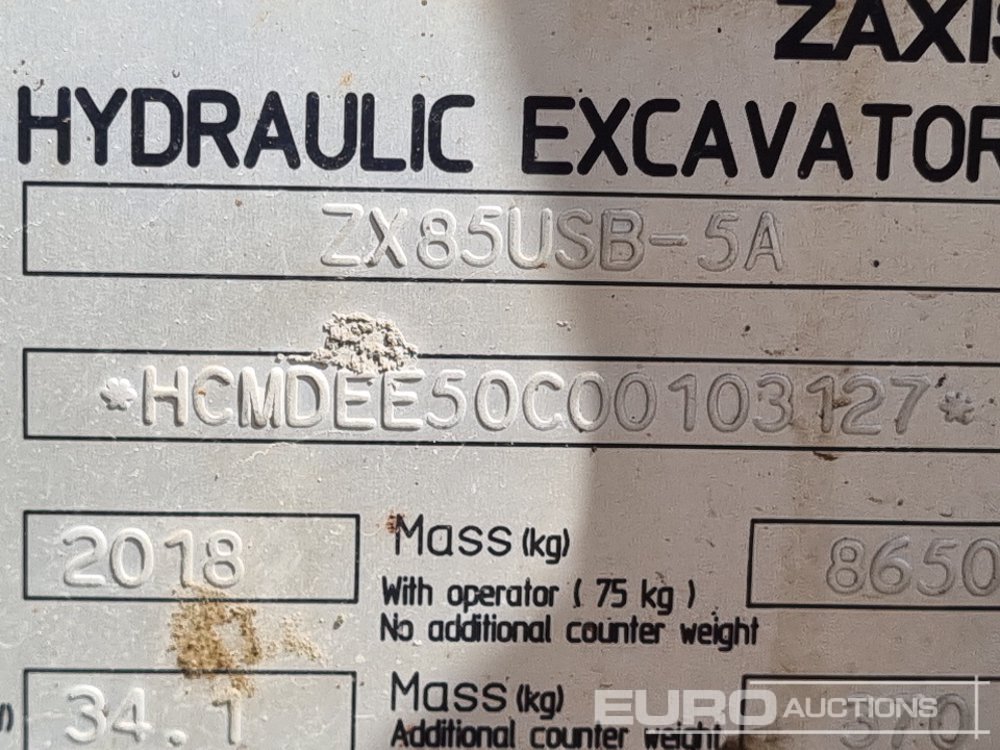 ZAXIS
HYDRAULIC EXCAVATOR
ZX85USB-5A
*HCMDEE50C00103127*
2018
Mass (kg)
With operator ( 75 kg )
No additional counter weight
8650
34.1
Mass (kg)
Additional counter weight
370
EURO AUCTIONS